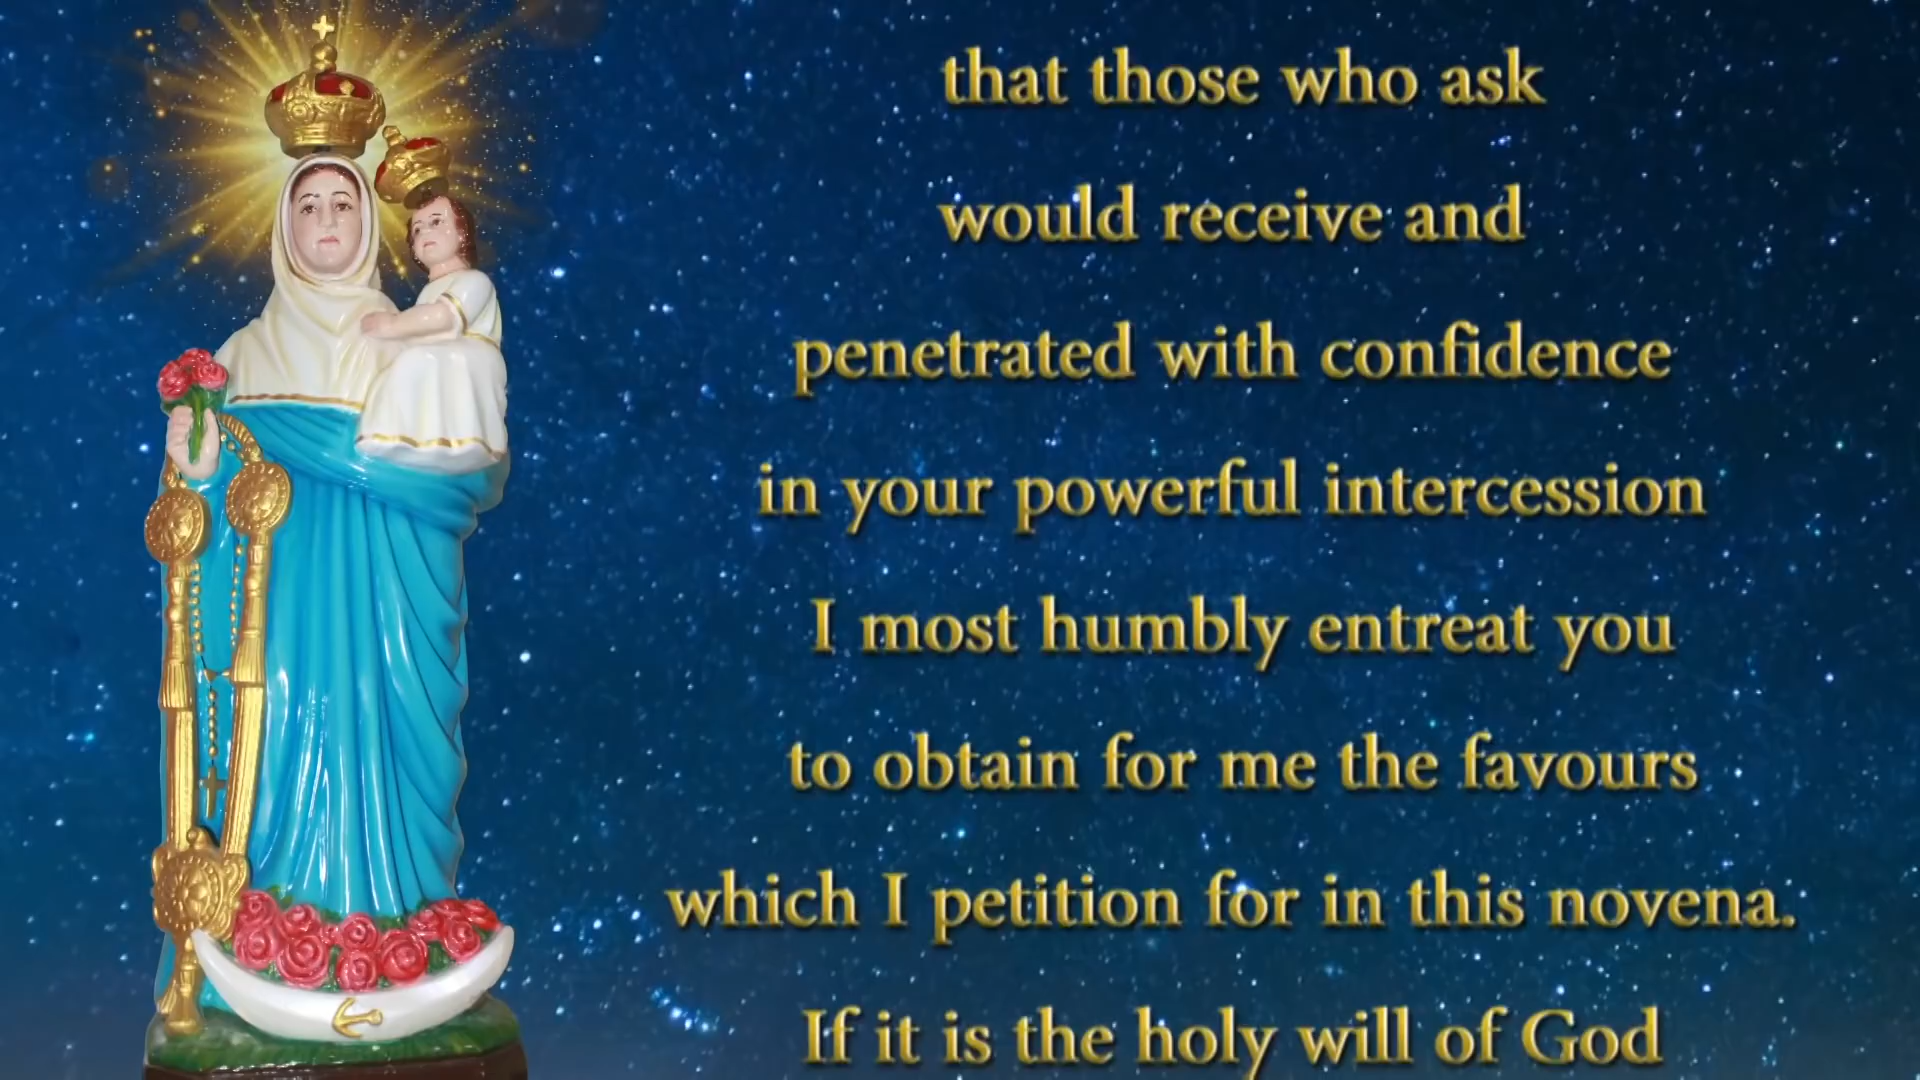 that those who ask
would receive and
penetrated with confidence
in your powerful intercession
I most humbly entreat you
to obtain for me the favours
which I petition for in this novena.
If it is the holy will of God